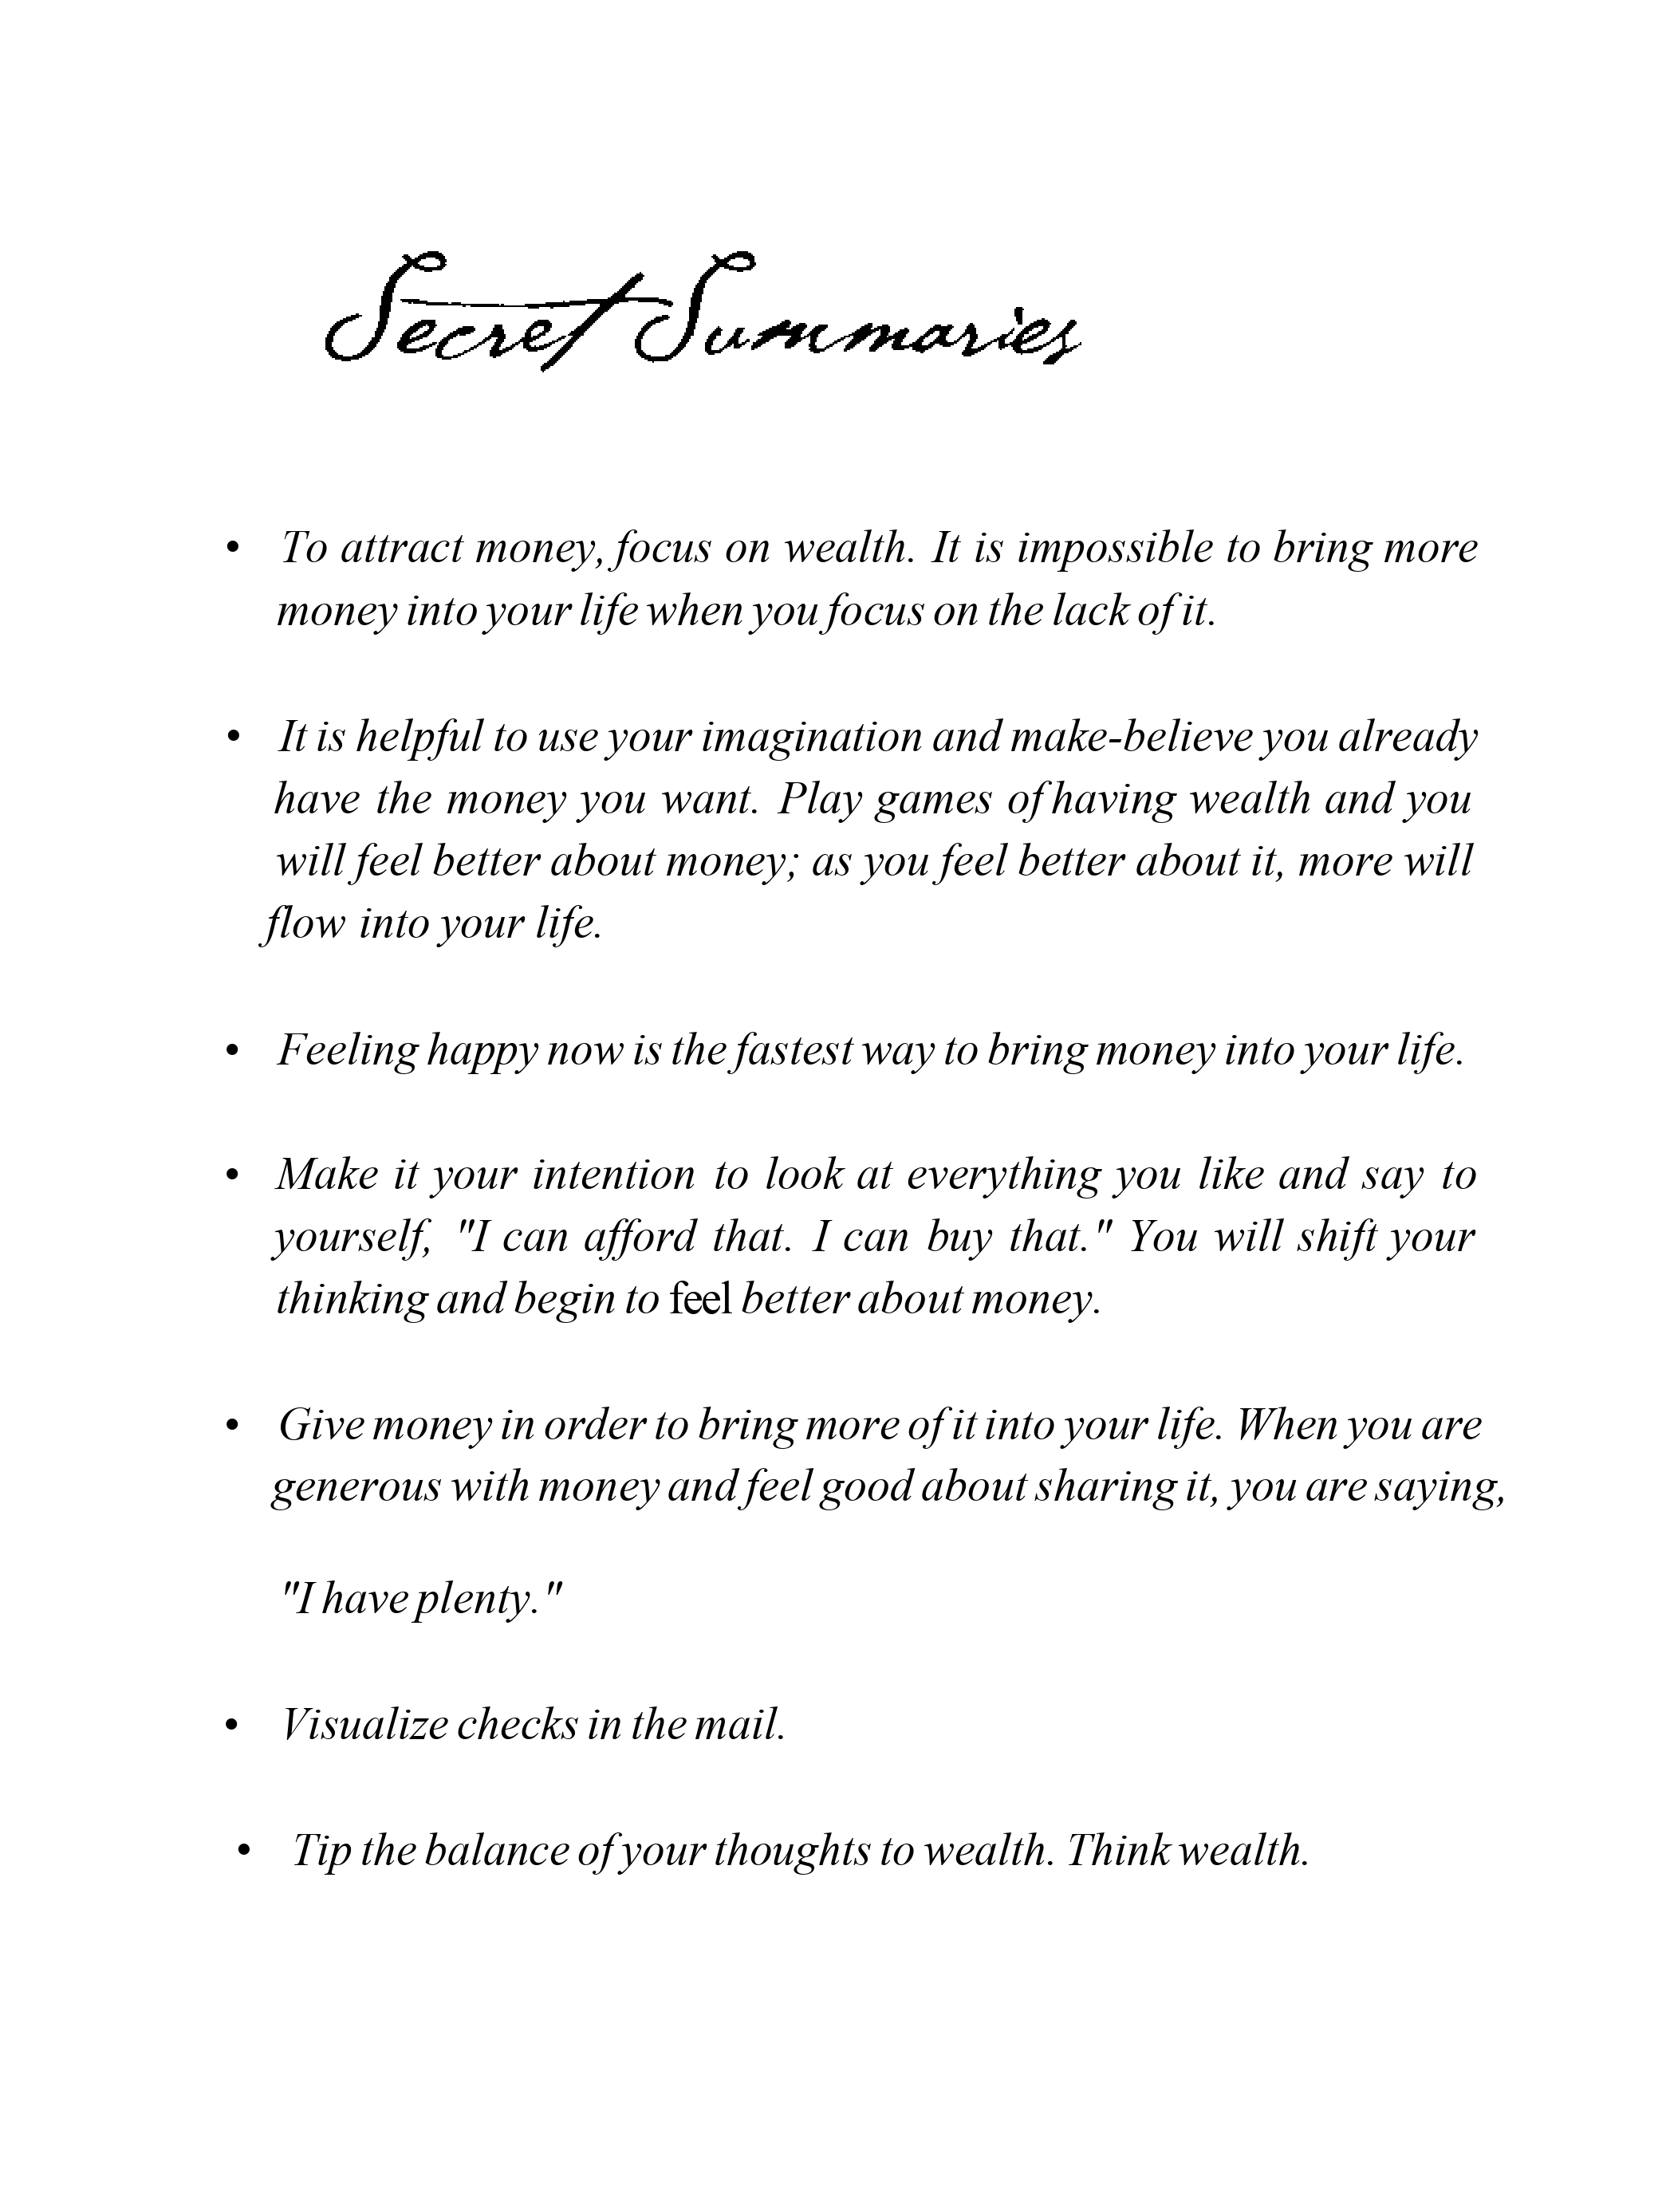 Secret Summaries
• To attract money, focus on wealth. It is impossible to bring more
money into your life when you focus on the lack of it.
• It is helpful to use your imagination and make-believe you already
have the money you want. Play games of having wealth and you
will feel better about money; as you feel better about it, more will
flow into your life.
• Feeling happy now is the fastest way to bring money into your life.
• Make it your intention to look at everything you like and say to
yourself, "I can afford that. I can buy that." You will shift your
thinking and begin to feel better about money.
• Give money in order to bring more of it into your life. When you are
generous with money and feel good about sharing it, you are saying,
"I have plenty."
• Visualize checks in the mail.
• Tip the balance of your thoughts to wealth. Think wealth.